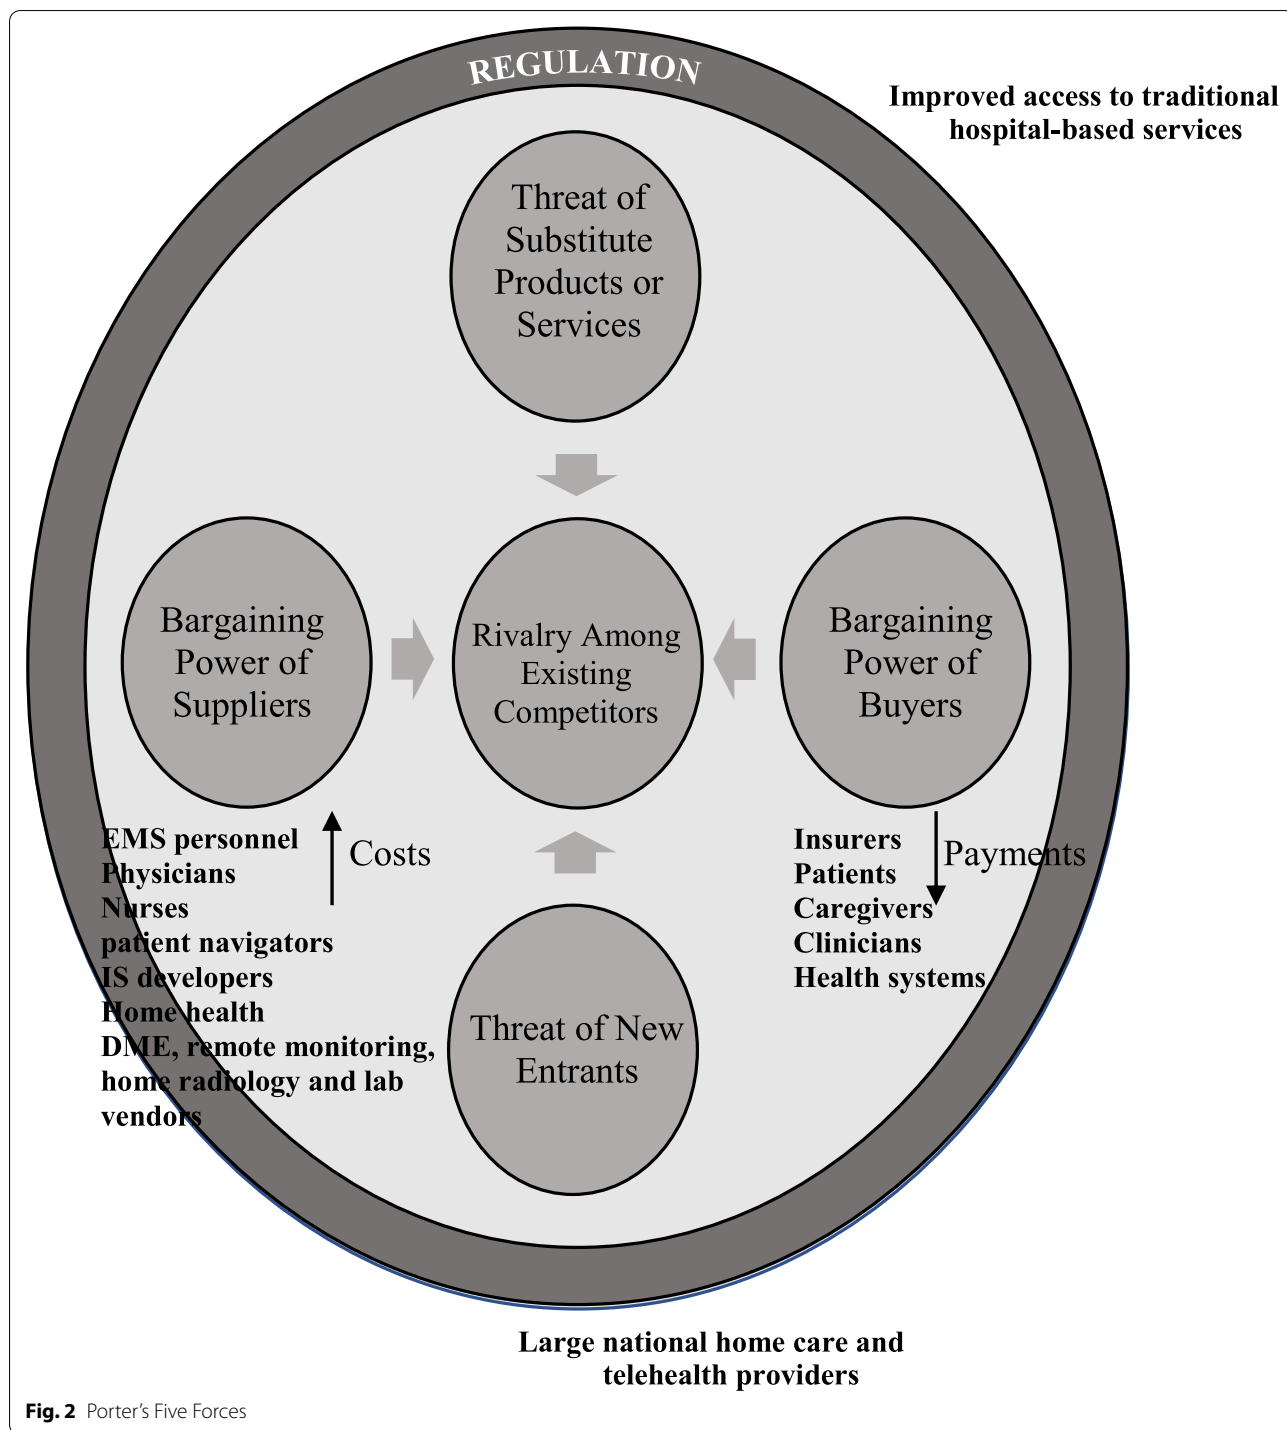 REGULATION
Improved access to traditional
hospital-based services
Threat of
Substitute
Products or
Services
Bargaining
Power of
Suppliers
Rivalry Among
Existing
Competitors
Bargaining
Power of
Buyers
EMS personnel
Physicians
Nurses
patient navigators
IS developers
Home health
DME, remote monitoring,
home radiology and lab
vendors
Costs
Insurers
Patients
Caregivers
Clinicians
Health systems
Payments
Threat of New
Entrants
Large national home care and
telehealth providers
Fig. 2 Porter’s Five Forces